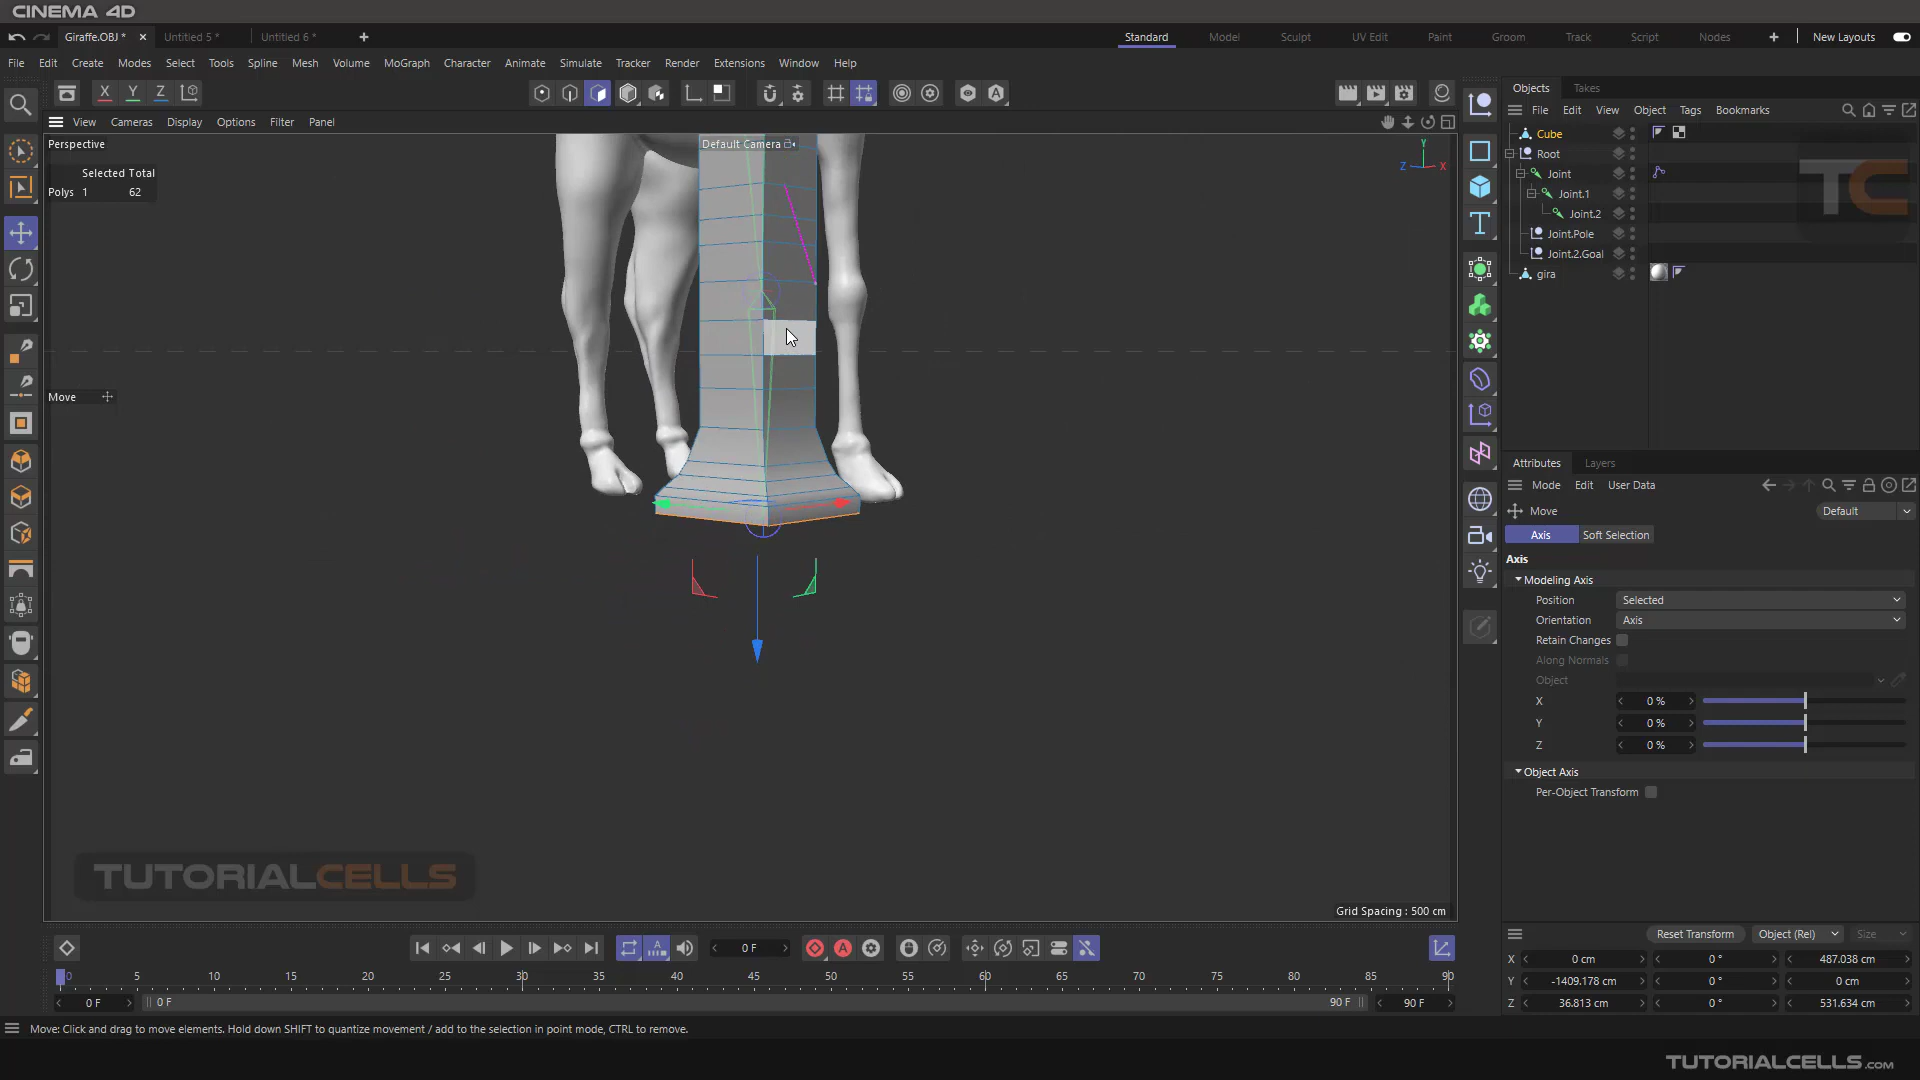 CINEMA 4D
Giraffe.OBJ *
Untitled 5 *
Untitled 6 *
Standard
Model
Sculpt
UV Edit
Paint
Groom
Track
Script
Nodes
New Layouts
File Edit Create Modes Select Tools Spline Mesh Volume MoGraph Character Animate Simulate Tracker Render Extensions Window Help
X Y Z
View Cameras Display Options Filter Panel
Perspective
Default Camera
Selected Total
Polys 1 62
Y
Z X
Move
TUTORIALCELLS
Grid Spacing : 500 cm
Objects Takes
File Edit View Object Tags Bookmarks
Cube
Root
Joint
Joint.1
Joint.2
Joint.Pole
Joint.2.Goal
gira
TC
Attributes Layers
Mode Edit User Data
Move
Default
Axis Soft Selection
Axis
Modeling Axis
Position Selected
Orientation Axis
Retain Changes
Along Normals
Object
X 0 %
Y 0 %
Z 0 %
Object Axis
Per-Object Transform
Reset Transform Object (Rel) Size
X 0 cm 0 ° 487.038 cm
Y -1409.178 cm 0 ° 0 cm
Z 36.813 cm 0 ° 531.634 cm
0 F
0 5 10 15 20 25 30 35 40 45 50 55 60 65 70 75 80 85 90
0 F 0 F 90 F 90 F
Move: Click and drag to move elements. Hold down SHIFT to quantize movement / add to the selection in point mode, CTRL to remove.
TUTORIALCELLS.COM